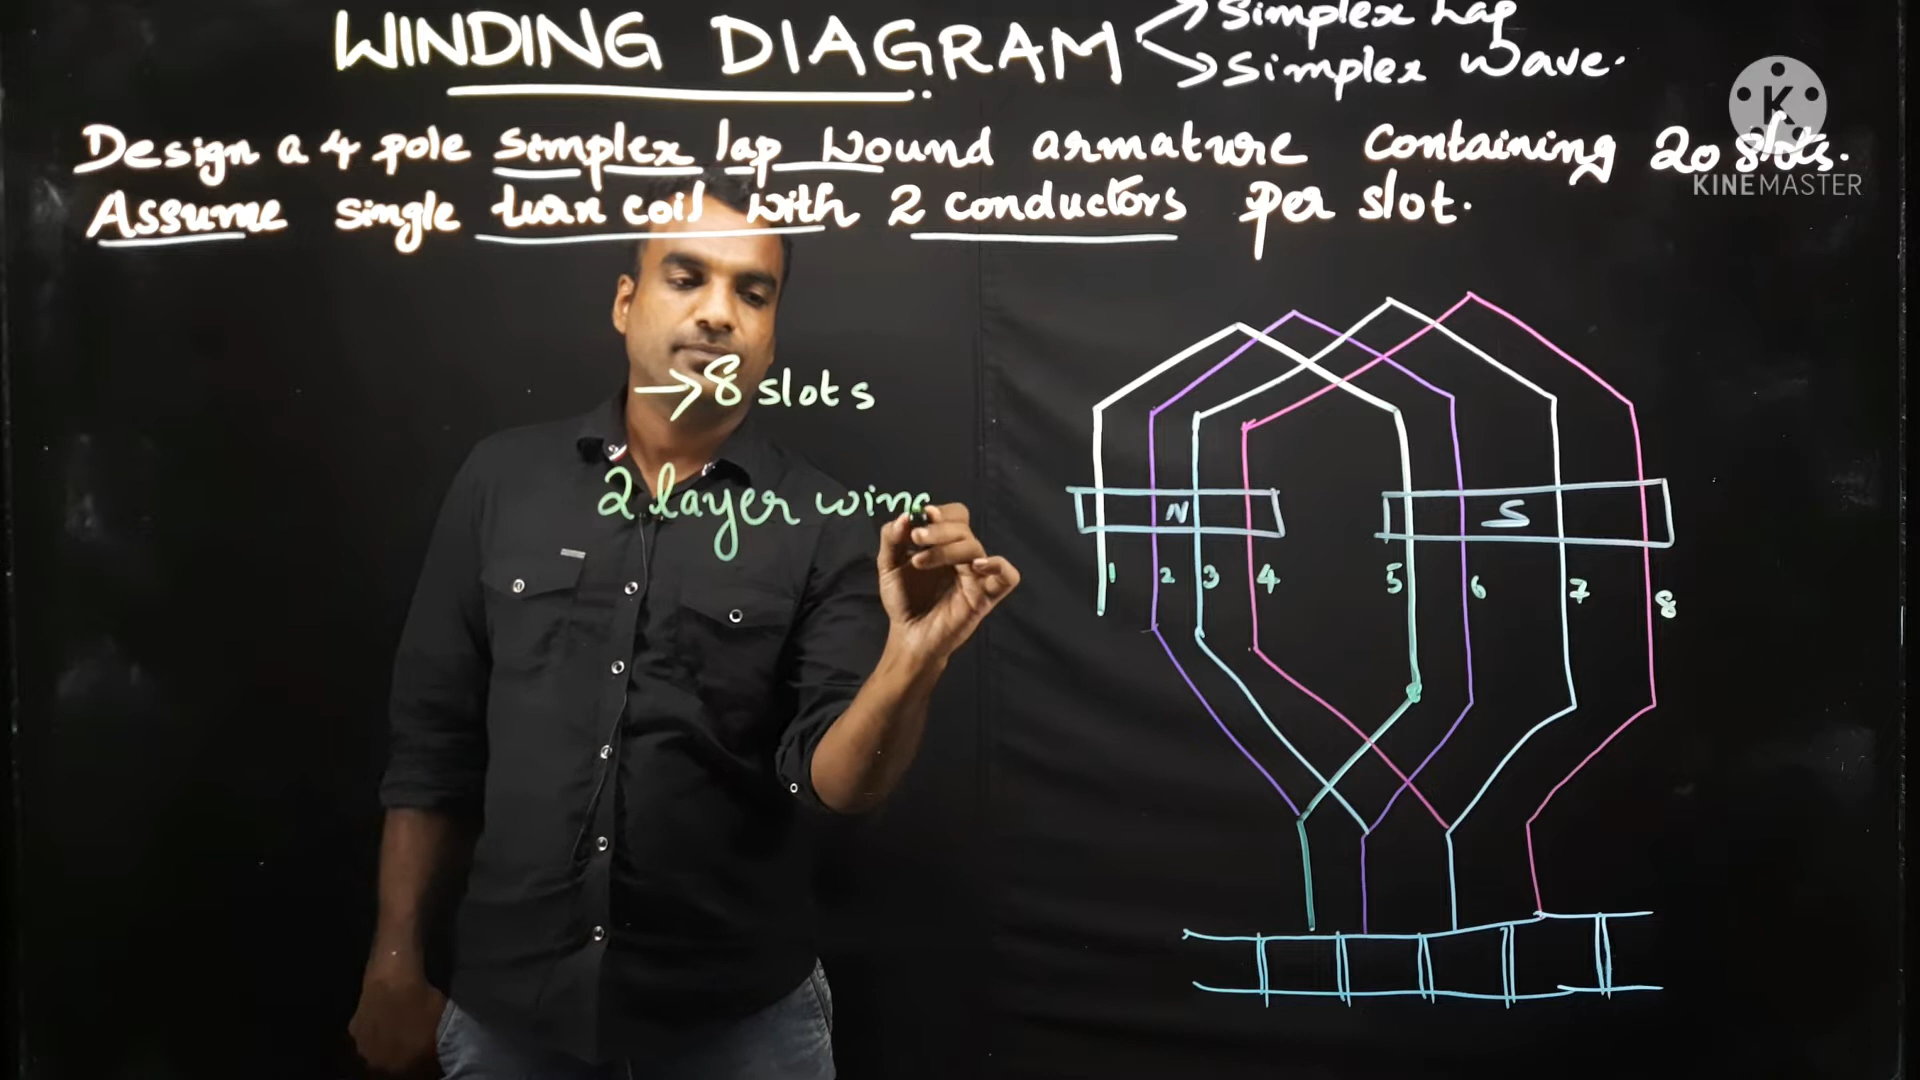 WINDING DIAGRAM
Simplex Lap
Simplex Wave.
Design a 4 pole simplex lap wound armature containing 20 slots.
Assume single turn coil with 2 conductors per slot.
K
KINEMASTER
→ 8 slots
2 layer wind
N
S
1 2 3 4 5 6 7 8